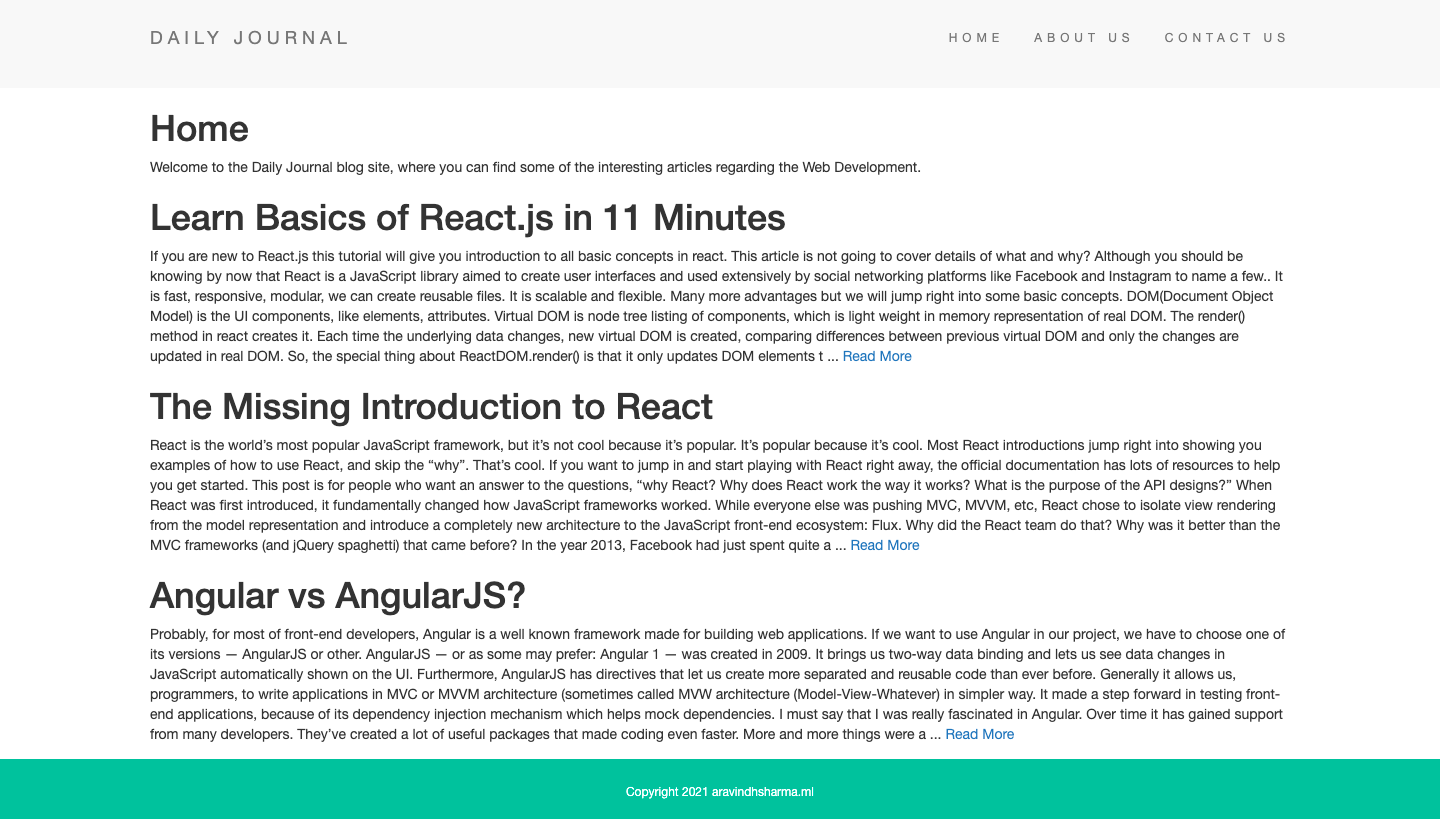 DAILY JOURNAL
HOME ABOUT US CONTACT US
Home
Welcome to the Daily Journal blog site, where you can find some of the interesting articles regarding the Web Development.
Learn Basics of React.js in 11 Minutes
If you are new to React.js this tutorial will give you introduction to all basic concepts in react. This article is not going to cover details of what and why? Although you should be
knowing by now that React is a JavaScript library aimed to create user interfaces and used extensively by social networking platforms like Facebook and Instagram to name a few.. It
is fast, responsive, modular, we can create reusable files. It is scalable and flexible. Many more advantages but we will jump right into some basic concepts. DOM(Document Object
Model) is the UI components, like elements, attributes. Virtual DOM is node tree listing of components, which is light weight in memory representation of real DOM. The render()
method in react creates it. Each time the underlying data changes, new virtual DOM is created, comparing differences between previous virtual DOM and only the changes are
updated in real DOM. So, the special thing about ReactDOM.render() is that it only updates DOM elements t ... Read More
The Missing Introduction to React
React is the world’s most popular JavaScript framework, but it’s not cool because it’s popular. It’s popular because it’s cool. Most React introductions jump right into showing you
examples of how to use React, and skip the “why”. That’s cool. If you want to jump in and start playing with React right away, the official documentation has lots of resources to help
you get started. This post is for people who want an answer to the questions, “why React? Why does React work the way it works? What is the purpose of the API designs?” When
React was first introduced, it fundamentally changed how JavaScript frameworks worked. While everyone else was pushing MVC, MVVM, etc, React chose to isolate view rendering
from the model representation and introduce a completely new architecture to the JavaScript front-end ecosystem: Flux. Why did the React team do that? Why was it better than the
MVC frameworks (and jQuery spaghetti) that came before? In the year 2013, Facebook had just spent quite a ... Read More
Angular vs AngularJS?
Probably, for most of front-end developers, Angular is a well known framework made for building web applications. If we want to use Angular in our project, we have to choose one of
its versions — AngularJS or other. AngularJS — or as some may prefer: Angular 1 — was created in 2009. It brings us two-way data binding and lets us see data changes in
JavaScript automatically shown on the UI. Furthermore, AngularJS has directives that let us create more separated and reusable code than ever before. Generally it allows us,
programmers, to write applications in MVC or MVVM architecture (sometimes called MVW architecture (Model-View-Whatever) in simpler way. It made a step forward in testing front-
end applications, because of its dependency injection mechanism which helps mock dependencies. I must say that I was really fascinated in Angular. Over time it has gained support
from many developers. They’ve created a lot of useful packages that made coding even faster. More and more things were a ... Read More
Copyright 2021 aravindhsharma.ml